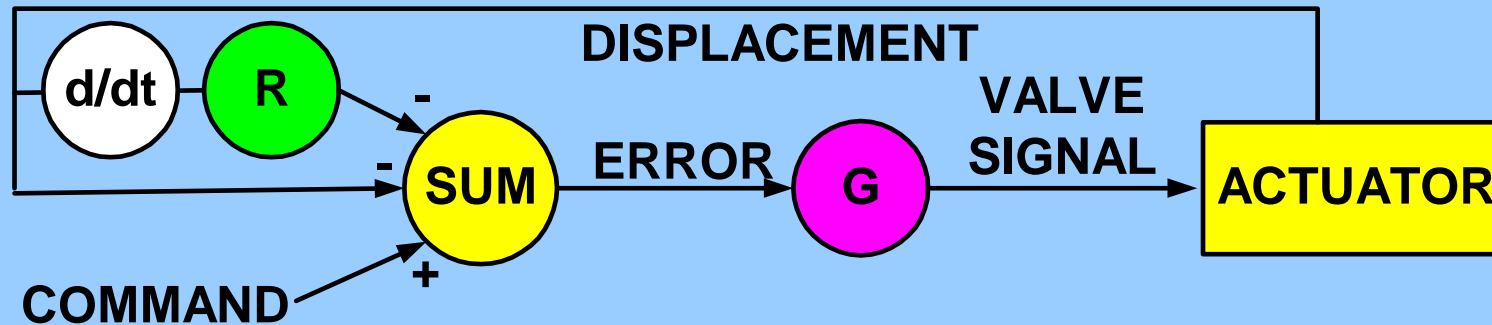 DISPLACEMENT
d/dt
R
-
VALVE
SIGNAL
-
ERROR
SUM
G
ACTUATOR
+
COMMAND